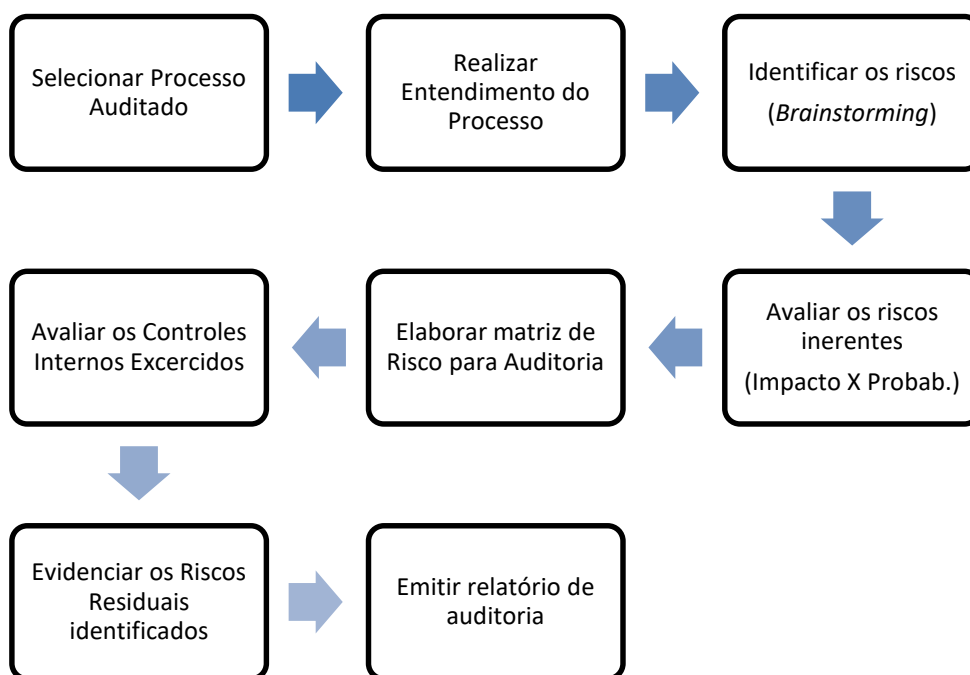 Selecionar Processo
Auditado
Realizar
Entendimento do
Processo
Identificar os riscos
(Brainstorming)
Avaliar os riscos
inerentes
(Impacto X Probab.)
Elaborar matriz de
Risco para Auditoria
Avaliar os Controles
Internos Excercidos
Evidenciar os Riscos
Residuais
identificados
Emitir relatório de
auditoria